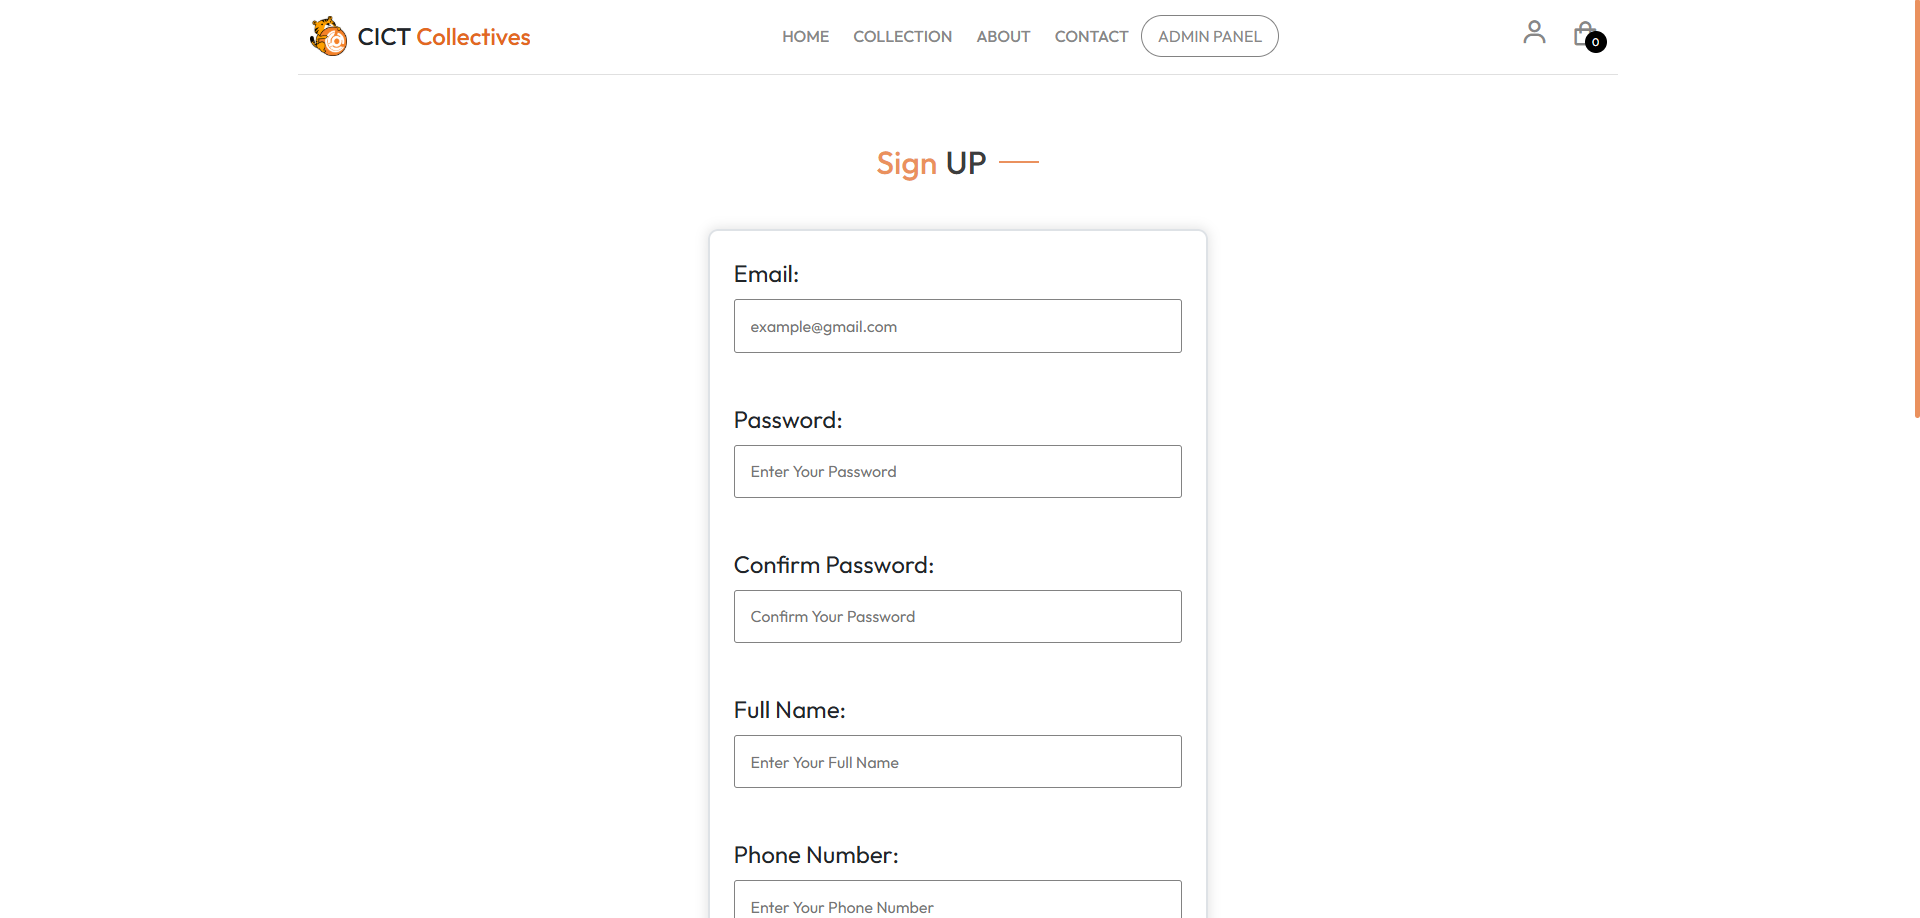 CICT Collectives
HOME COLLECTION ABOUT CONTACT ADMIN PANEL
0
Sign UP
Email:
example@gmail.com
Password:
Enter Your Password
Confirm Password:
Confirm Your Password
Full Name:
Enter Your Full Name
Phone Number:
Enter Your Phone Number